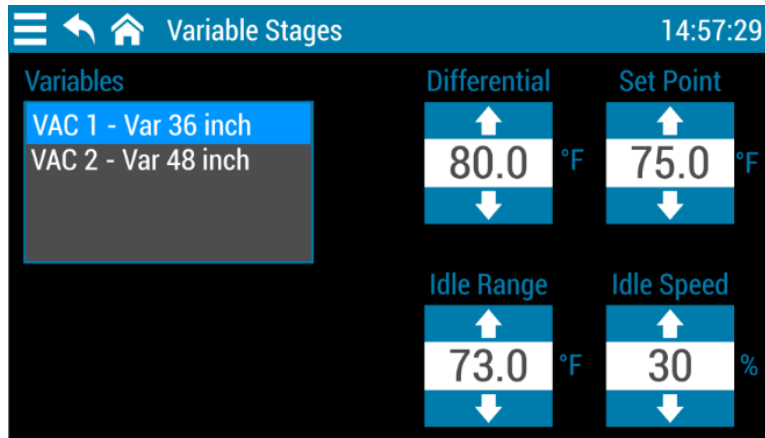 Variable Stages 14:57:29
Variables
VAC 1 - Var 36 inch
VAC 2 - Var 48 inch
Differential Set Point
80.0 °F 75.0 °F
Idle Range Idle Speed
73.0 °F 30 %